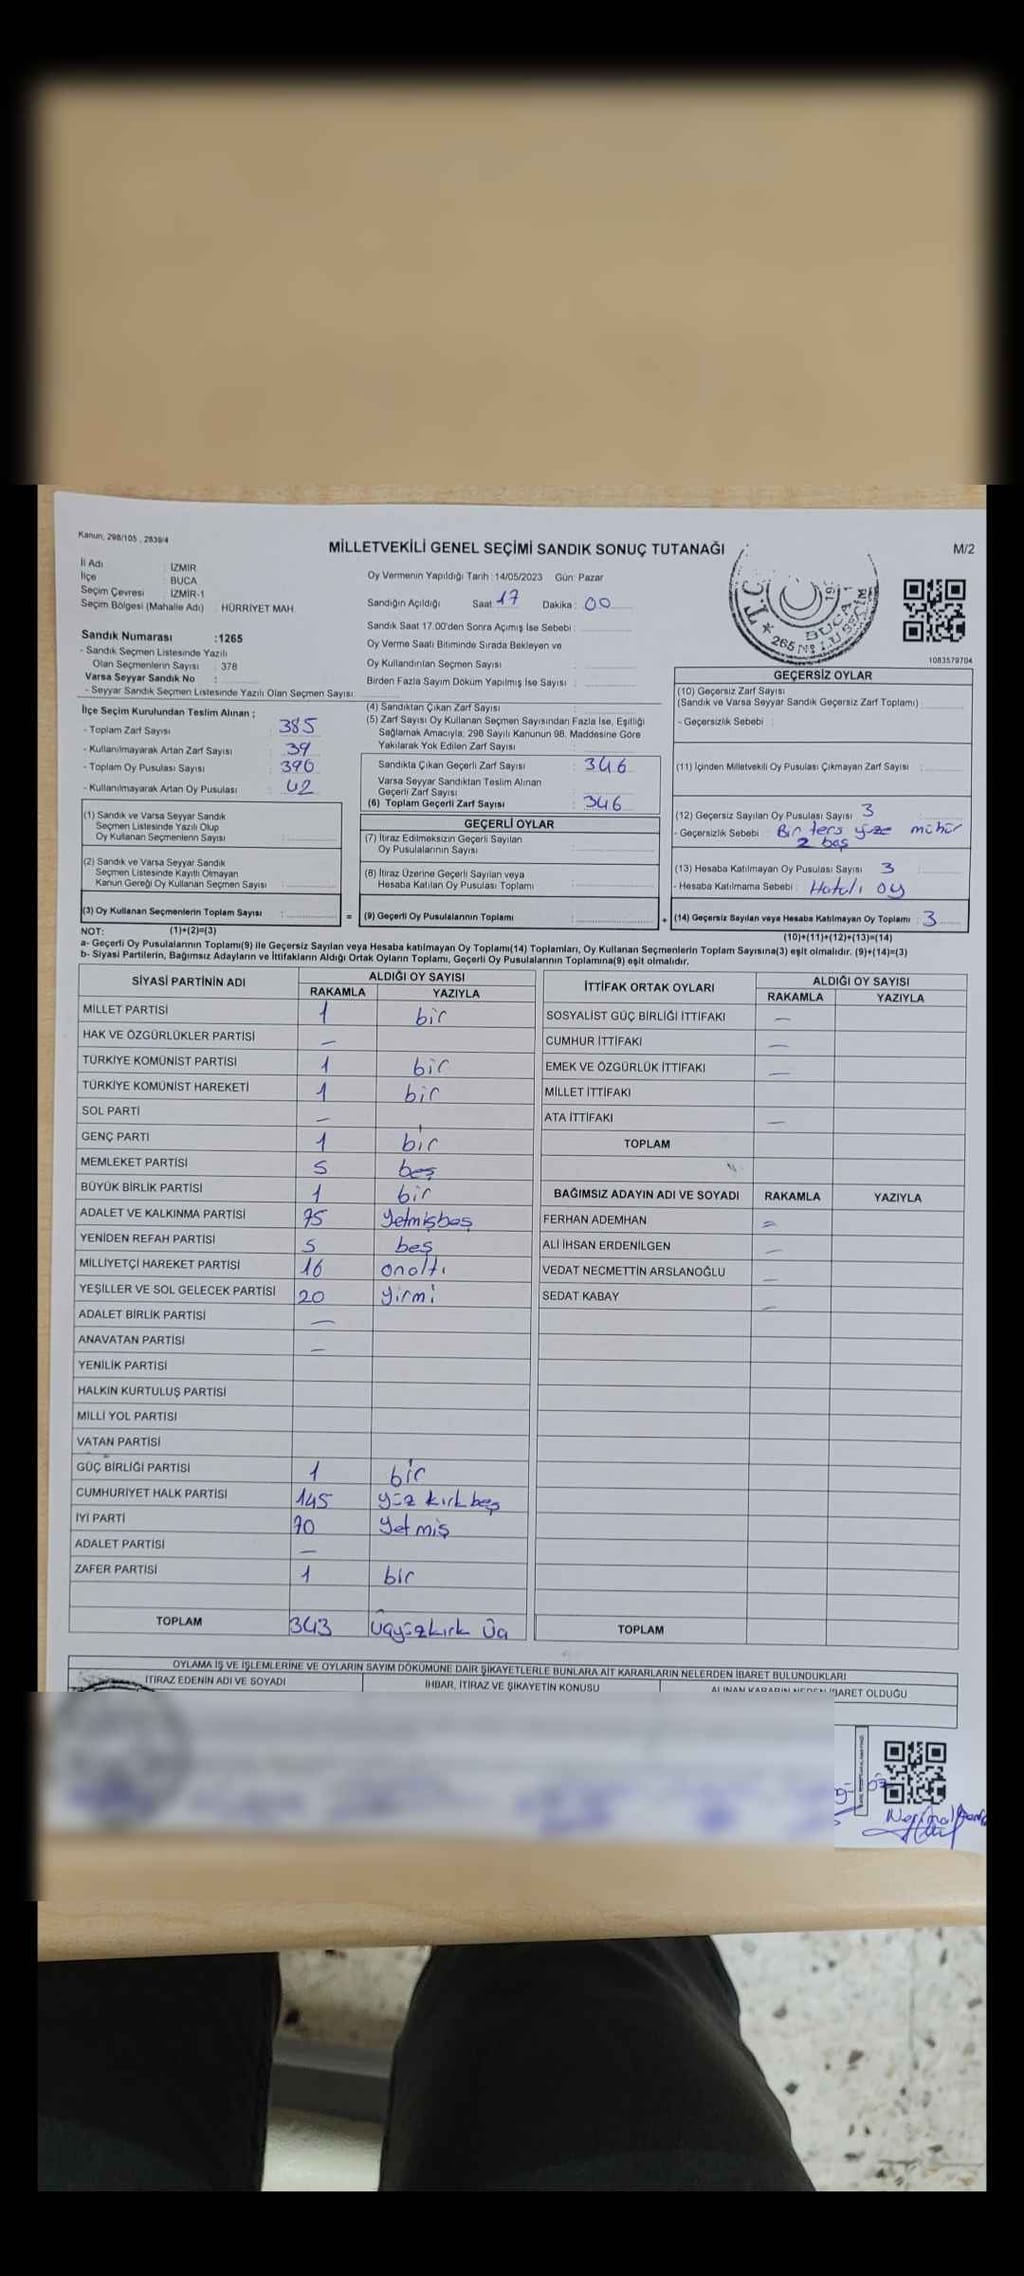 Kanun, 298/105 , 2839/4
MİLLETVEKİLİ GENEL SEÇİMİ SANDIK SONUÇ TUTANAĞI
M/2
İl Adı : İZMİR
İlçe : BUCA
Seçim Çevresi : İZMİR-1
Seçim Bölgesi (Mahalle Adı) HÜRRİYET MAH.
Oy Vermenin Yapıldığı Tarih : 14/05/2023 Gün: Pazar
Sandığın Açıldığı Saat: 17 Dakika : 00
Sandık Saat 17.00'den Sonra Açımış İse Sebebi :
Oy Verme Saati Bitiminde Sırada Bekleyen ve
Oy Kullandırılan Seçmen Sayısı :
Birden Fazla Sayım Döküm Yapılmış İse Sayısı :
T.C.
BUCA 1
265 NO'LU SEÇİM
1083579704
Sandık Numarası :1265
- Sandık Seçmen Listesinde Yazılı
Olan Seçmenlerin Sayısı : 378
Varsa Seyyar Sandık No :
- Seyyar Sandık Seçmen Listesinde Yazılı Olan Seçmen Sayısı:
İlçe Seçim Kurulundan Teslim Alınan ;
- Toplam Zarf Sayısı : 385
- Kullanılmayarak Artan Zarf Sayısı : 39
- Toplam Oy Pusulası Sayısı : 390
- Kullanılmayarak Artan Oy Pusulası : 42
(1) Sandık ve Varsa Seyyar Sandık
Seçmen Listesinde Yazılı Olup
Oy Kullanan Seçmenlerin Sayısı :
(2) Sandık ve Varsa Seyyar Sandık
Seçmen Listesinde Kayıtlı Olmayan
Kanun Gereği Oy Kullanan Seçmen Sayısı :
(3) Oy Kullanan Seçmenlerin Toplam Sayısı :
(4) Sandıktan Çıkan Zarf Sayısı :
(5) Zarf Sayısı Oy Kullanan Seçmen Sayısından Fazla İse, Eşitliği
Sağlamak Amacıyla; 298 Sayılı Kanunun 98. Maddesine Göre
Yakılarak Yok Edilen Zarf Sayısı :
Sandıkta Çıkan Geçerli Zarf Sayısı : 346
Varsa Seyyar Sandıktan Teslim Alınan
Geçerli Zarf Sayısı :
(6) Toplam Geçerli Zarf Sayısı : 346
GEÇERLİ OYLAR
(7) İtiraz Edilmeksizin Geçerli Sayılan
Oy Pusulalarının Sayısı :
(8) İtiraz Üzerine Geçerli Sayılan veya
Hesaba Katılan Oy Pusulası Toplamı :
= (9) Geçerli Oy Pusulalarının Toplamı :
GEÇERSİZ OYLAR
(10) Geçersiz Zarf Sayısı
(Sandık ve Varsa Seyyar Sandık Geçersiz Zarf Toplamı) :
- Geçersizlik Sebebi :
(11) İçinden Milletvekili Oy Pusulası Çıkmayan Zarf Sayısı :
(12) Geçersiz Sayılan Oy Pusulası Sayısı : 3
- Geçersizlik Sebebi : Bir ters yüze mühür
2 boş
(13) Hesaba Katılmayan Oy Pusulası Sayısı : 3
- Hesaba Katılmama Sebebi : Hatalı oy
+ (14) Geçersiz Sayılan veya Hesaba Katılmayan Oy Toplamı : 3
NOT: (1)+(2)=(3)
(10)+(11)+(12)+(13)=(14)
a- Geçerli Oy Pusulalarının Toplamı(9) ile Geçersiz Sayılan veya Hesaba katılmayan Oy Toplamı(14) Toplamları, Oy Kullanan Seçmenlerin Toplam Sayısına(3) eşit olmalıdır. (9)+(14)=(3)
b- Siyasi Partilerin, Bağımsız Adayların ve İttifakların Aldığı Ortak Oyların Toplamı, Geçerli Oy Pusulalarının Toplamına(9) eşit olmalıdır.
SİYASİ PARTİNİN ADI ALDIĞI OY SAYISI
RAKAMLA YAZIYLA
MİLLET PARTİSİ 1 bir
HAK VE ÖZGÜRLÜKLER PARTİSİ —
TÜRKİYE KOMÜNİST PARTİSİ 1 bir
TÜRKİYE KOMÜNİST HAREKETİ 1 bir
SOL PARTİ —
GENÇ PARTİ 1 bir
MEMLEKET PARTİSİ 5 beş
BÜYÜK BİRLİK PARTİSİ 1 bir
ADALET VE KALKINMA PARTİSİ 75 Yetmişbeş
YENİDEN REFAH PARTİSİ 5 beş
MİLLİYETÇİ HAREKET PARTİSİ 16 onaltı
YEŞİLLER VE SOL GELECEK PARTİSİ 20 yirmi
ADALET BİRLİK PARTİSİ —
ANAVATAN PARTİSİ —
YENİLİK PARTİSİ
HALKIN KURTULUŞ PARTİSİ
MİLLİ YOL PARTİSİ
VATAN PARTİSİ
GÜÇ BİRLİĞİ PARTİSİ 1 bir
CUMHURİYET HALK PARTİSİ 145 yüz kırk beş
İYİ PARTİ 70 Yetmiş
ADALET PARTİSİ —
ZAFER PARTİSİ 1 bir
TOPLAM 343 üçyüzkırk üç
İTTİFAK ORTAK OYLARI ALDIĞI OY SAYISI
RAKAMLA YAZIYLA
SOSYALİST GÜÇ BİRLİĞİ İTTİFAKI —
CUMHUR İTTİFAKI —
EMEK VE ÖZGÜRLÜK İTTİFAKI —
MİLLET İTTİFAKI
ATA İTTİFAKI —
TOPLAM
BAĞIMSIZ ADAYIN ADI VE SOYADI RAKAMLA YAZIYLA
FERHAN ADEMHAN —
ALİ İHSAN ERDENİLGEN —
VEDAT NECMETTİN ARSLANOĞLU —
SEDAT KABAY —
TOPLAM
OYLAMA İŞ VE İŞLEMLERİNE VE OYLARIN SAYIM DÖKÜMÜNE DAİR ŞİKAYETLERLE BUNLARA AİT KARARLARIN NELERDEN İBARET BULUNDUKLARI
İTİRAZ EDENİN ADI VE SOYADI
İHBAR, İTİRAZ VE ŞİKAYETİN KONUSU
ALINAN KARARIN NEDEN İBARET OLDUĞU